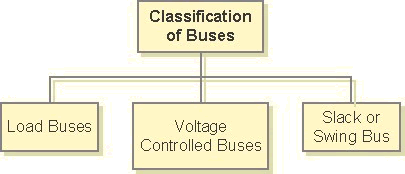 Classification
of Buses
Load Buses
Voltage
Controlled Buses
Slack or
Swing Bus